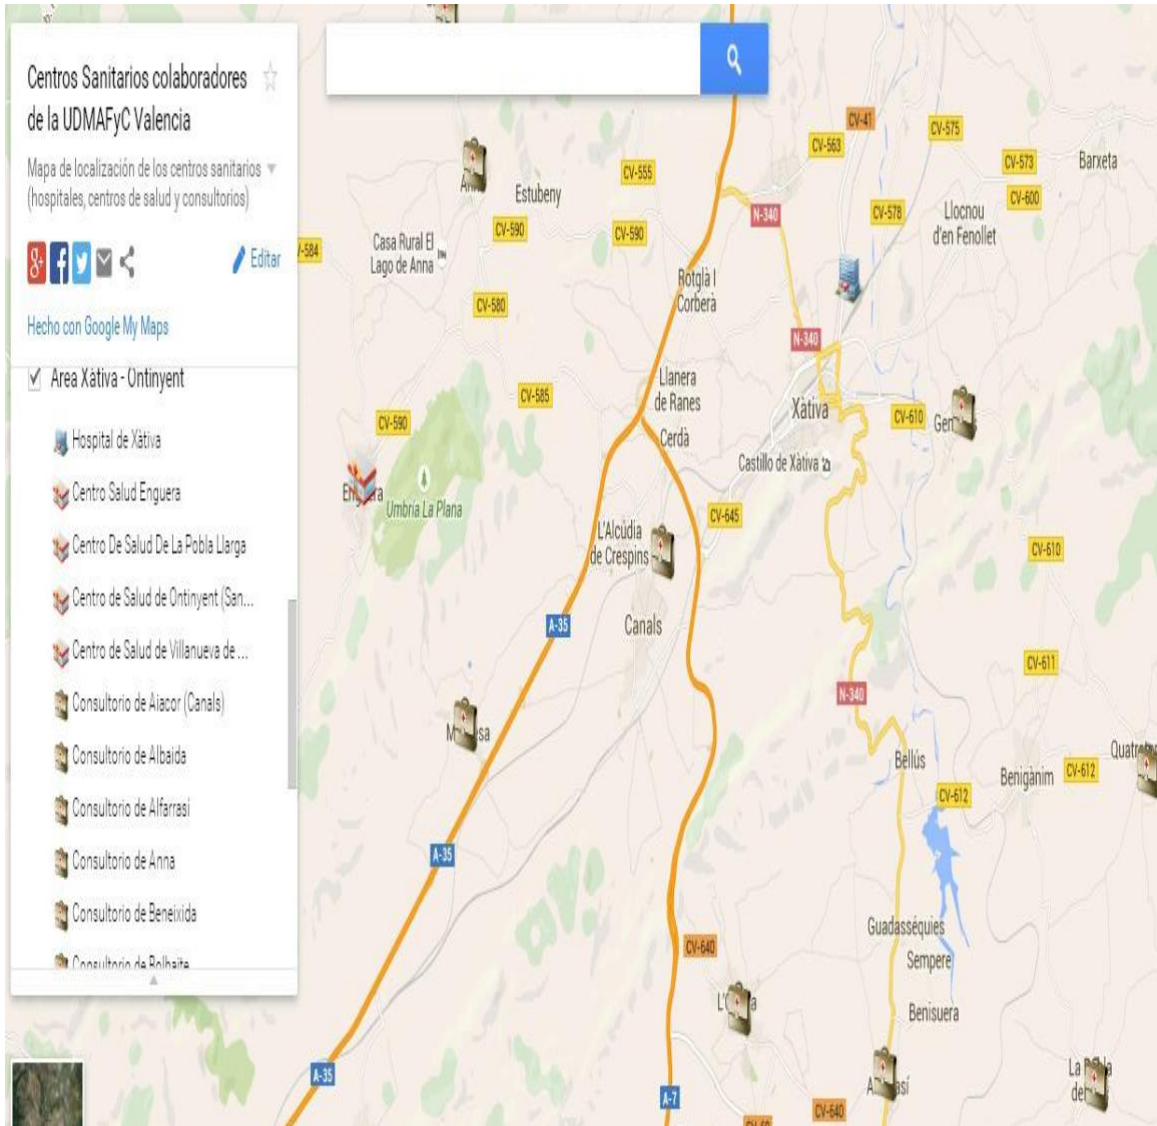 Centros Sanitarios colaboradores
de la UDMAFyC Valencia
Mapa de localización de los centros sanitarios
(hospitales, centros de salud y consultorios)
Editar
Hecho con Google My Maps
Area Xàtiva - Ontinyent
Hospital de Xàtiva
Centro Salud Enguera
Centro De Salud De La Pobla Llarga
Centro de Salud de Ontinyent (San...
Centro de Salud de Villanueva de ...
Consultorio de Aiacor (Canals)
Consultorio de Albaida
Consultorio de Alfarrasí
Consultorio de Anna
Consultorio de Beneixida
Consultorio de Bolbaite
CV-41
CV-575
CV-563
CV-573
Barxeta
CV-555
Estubeny
CV-600
N-340
CV-578
Llocnou
d'en Fenollet
CV-590
CV-590
Casa Rural El
Lago de Anna
Rotglà I
Corberà
CV-580
N-340
Llanera
de Ranes
CV-585
Xàtiva
CV-610
CV-590
Cerdà
Castillo de Xàtiva
Umbría La Plana
CV-645
L'Alcúdia
de Crespins
CV-610
A-35
Canals
CV-611
N-340
Bellús
Benigànim
CV-612
CV-612
A-35
Guadasséquies
CV-640
Sempere
Benisuera
A-35
A-7
CV-640